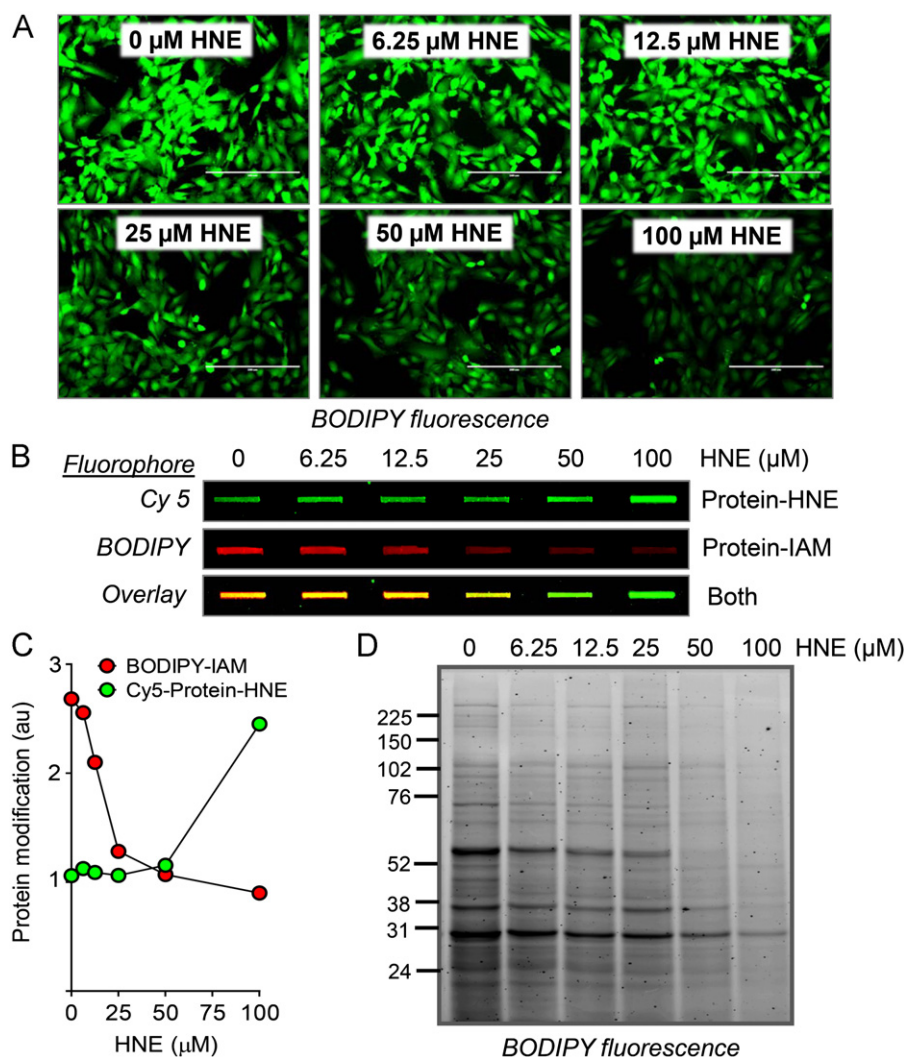 A
0 µM HNE
6.25 µM HNE
12.5 µM HNE
25 µM HNE
50 µM HNE
100 µM HNE
BODIPY fluorescence
B
Fluorophore
0 6.25 12.5 25 50 100 HNE (µM)
Cy 5 Protein-HNE
BODIPY Protein-IAM
Overlay Both
C
BODIPY-IAM
Cy5-Protein-HNE
Protein modification (au)
3
2
1
0 25 50 75 100
HNE (µM)
D
0 6.25 12.5 25 50 100 HNE (µM)
225
150
102
76
52
38
31
24
BODIPY fluorescence